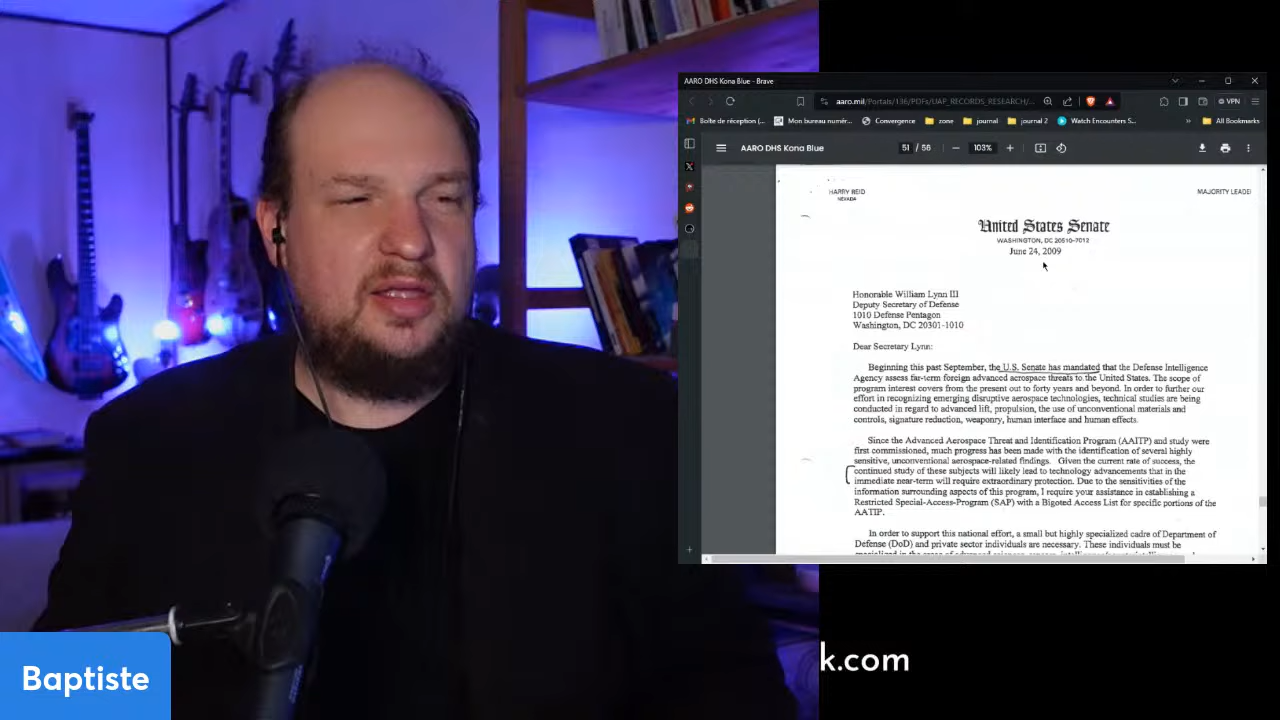 AARO DHS Kona Blue - Brave
aaro.mil/Portals/136/PDFs/UAP_RECORDS_RESEARCH/...
VPN
Boîte de réception (...
Mon bureau numér...
Convergence
zone
journal
journal 2
Watch Encounters S...
»
All Bookmarks
AARO DHS Kona Blue
51 / 56
103%
HARRY REID
NEVADA
MAJORITY LEADE
United States Senate
WASHINGTON, DC 20510-7012
June 24, 2009
Honorable William Lynn III
Deputy Secretary of Defense
1010 Defense Pentagon
Washington, DC 20301-1010
Dear Secretary Lynn:
Beginning this past September, the U.S. Senate has mandated that the Defense Intelligence
Agency assess far-term foreign advanced aerospace threats to the United States. The scope of
program interest covers from the present out to forty years and beyond. In order to further our
effort in recognizing emerging disruptive aerospace technologies, technical studies are being
conducted in regard to advanced lift, propulsion, the use of unconventional materials and
controls, signature reduction, weaponry, human interface and human effects.
Since the Advanced Aerospace Threat and Identification Program (AAITP) and study were
first commissioned, much progress has been made with the identification of several highly
sensitive, unconventional aerospace-related findings. Given the current rate of success, the
continued study of these subjects will likely lead to technology advancements that in the
immediate near-term will require extraordinary protection. Due to the sensitivities of the
information surrounding aspects of this program, I require your assistance in establishing a
Restricted Special-Access-Program (SAP) with a Bigoted Access List for specific portions of the
AATIP.
In order to support this national effort, a small but highly specialized cadre of Department of
Defense (DoD) and private sector individuals are necessary. These individuals must be
Baptiste
k.com